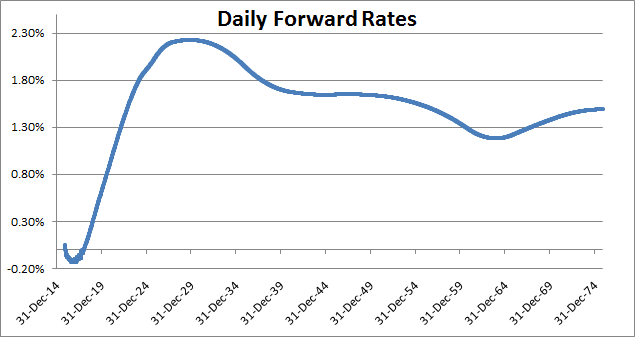 Daily Forward Rates
2.30%
1.80%
1.30%
0.80%
0.30%
-0.20%
31-Dec-14
31-Dec-19
31-Dec-24
31-Dec-29
31-Dec-34
31-Dec-39
31-Dec-44
31-Dec-49
31-Dec-54
31-Dec-59
31-Dec-64
31-Dec-69
31-Dec-74